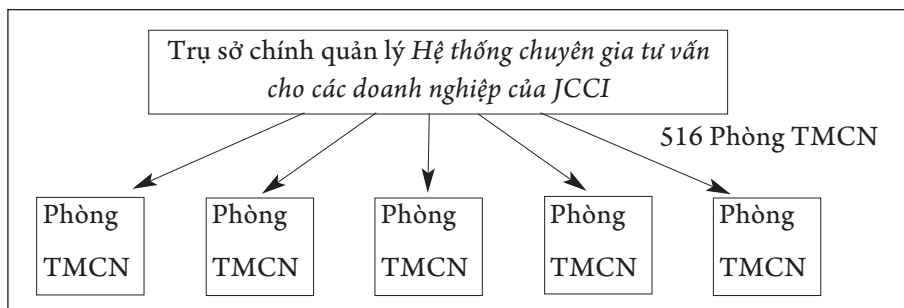 Trụ sở chính quản lý Hệ thống chuyên gia tư vấn
cho các doanh nghiệp của JCCI
516 Phòng TMCN
Phòng
TMCN
Phòng
TMCN
Phòng
TMCN
Phòng
TMCN
Phòng
TMCN